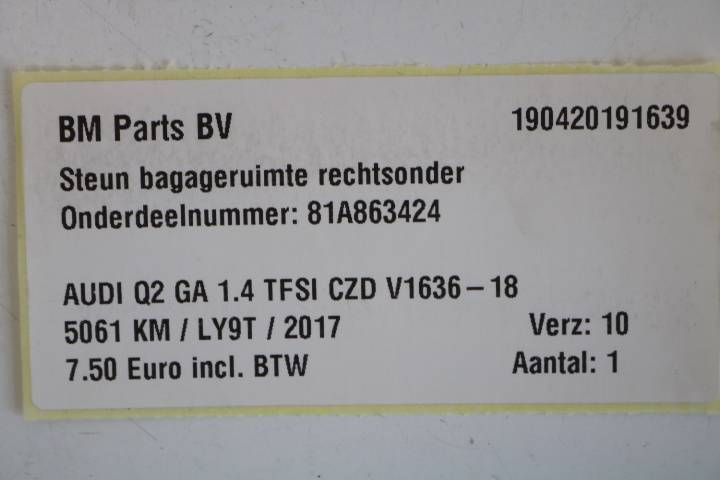 BM Parts BV 190420191639
Steun bagageruimte rechtsonder
Onderdeelnummer: 81A863424
AUDI Q2 GA 1.4 TFSI CZD V1636-18
5061 KM / LY9T / 2017 Verz: 10
7.50 Euro incl. BTW Aantal: 1